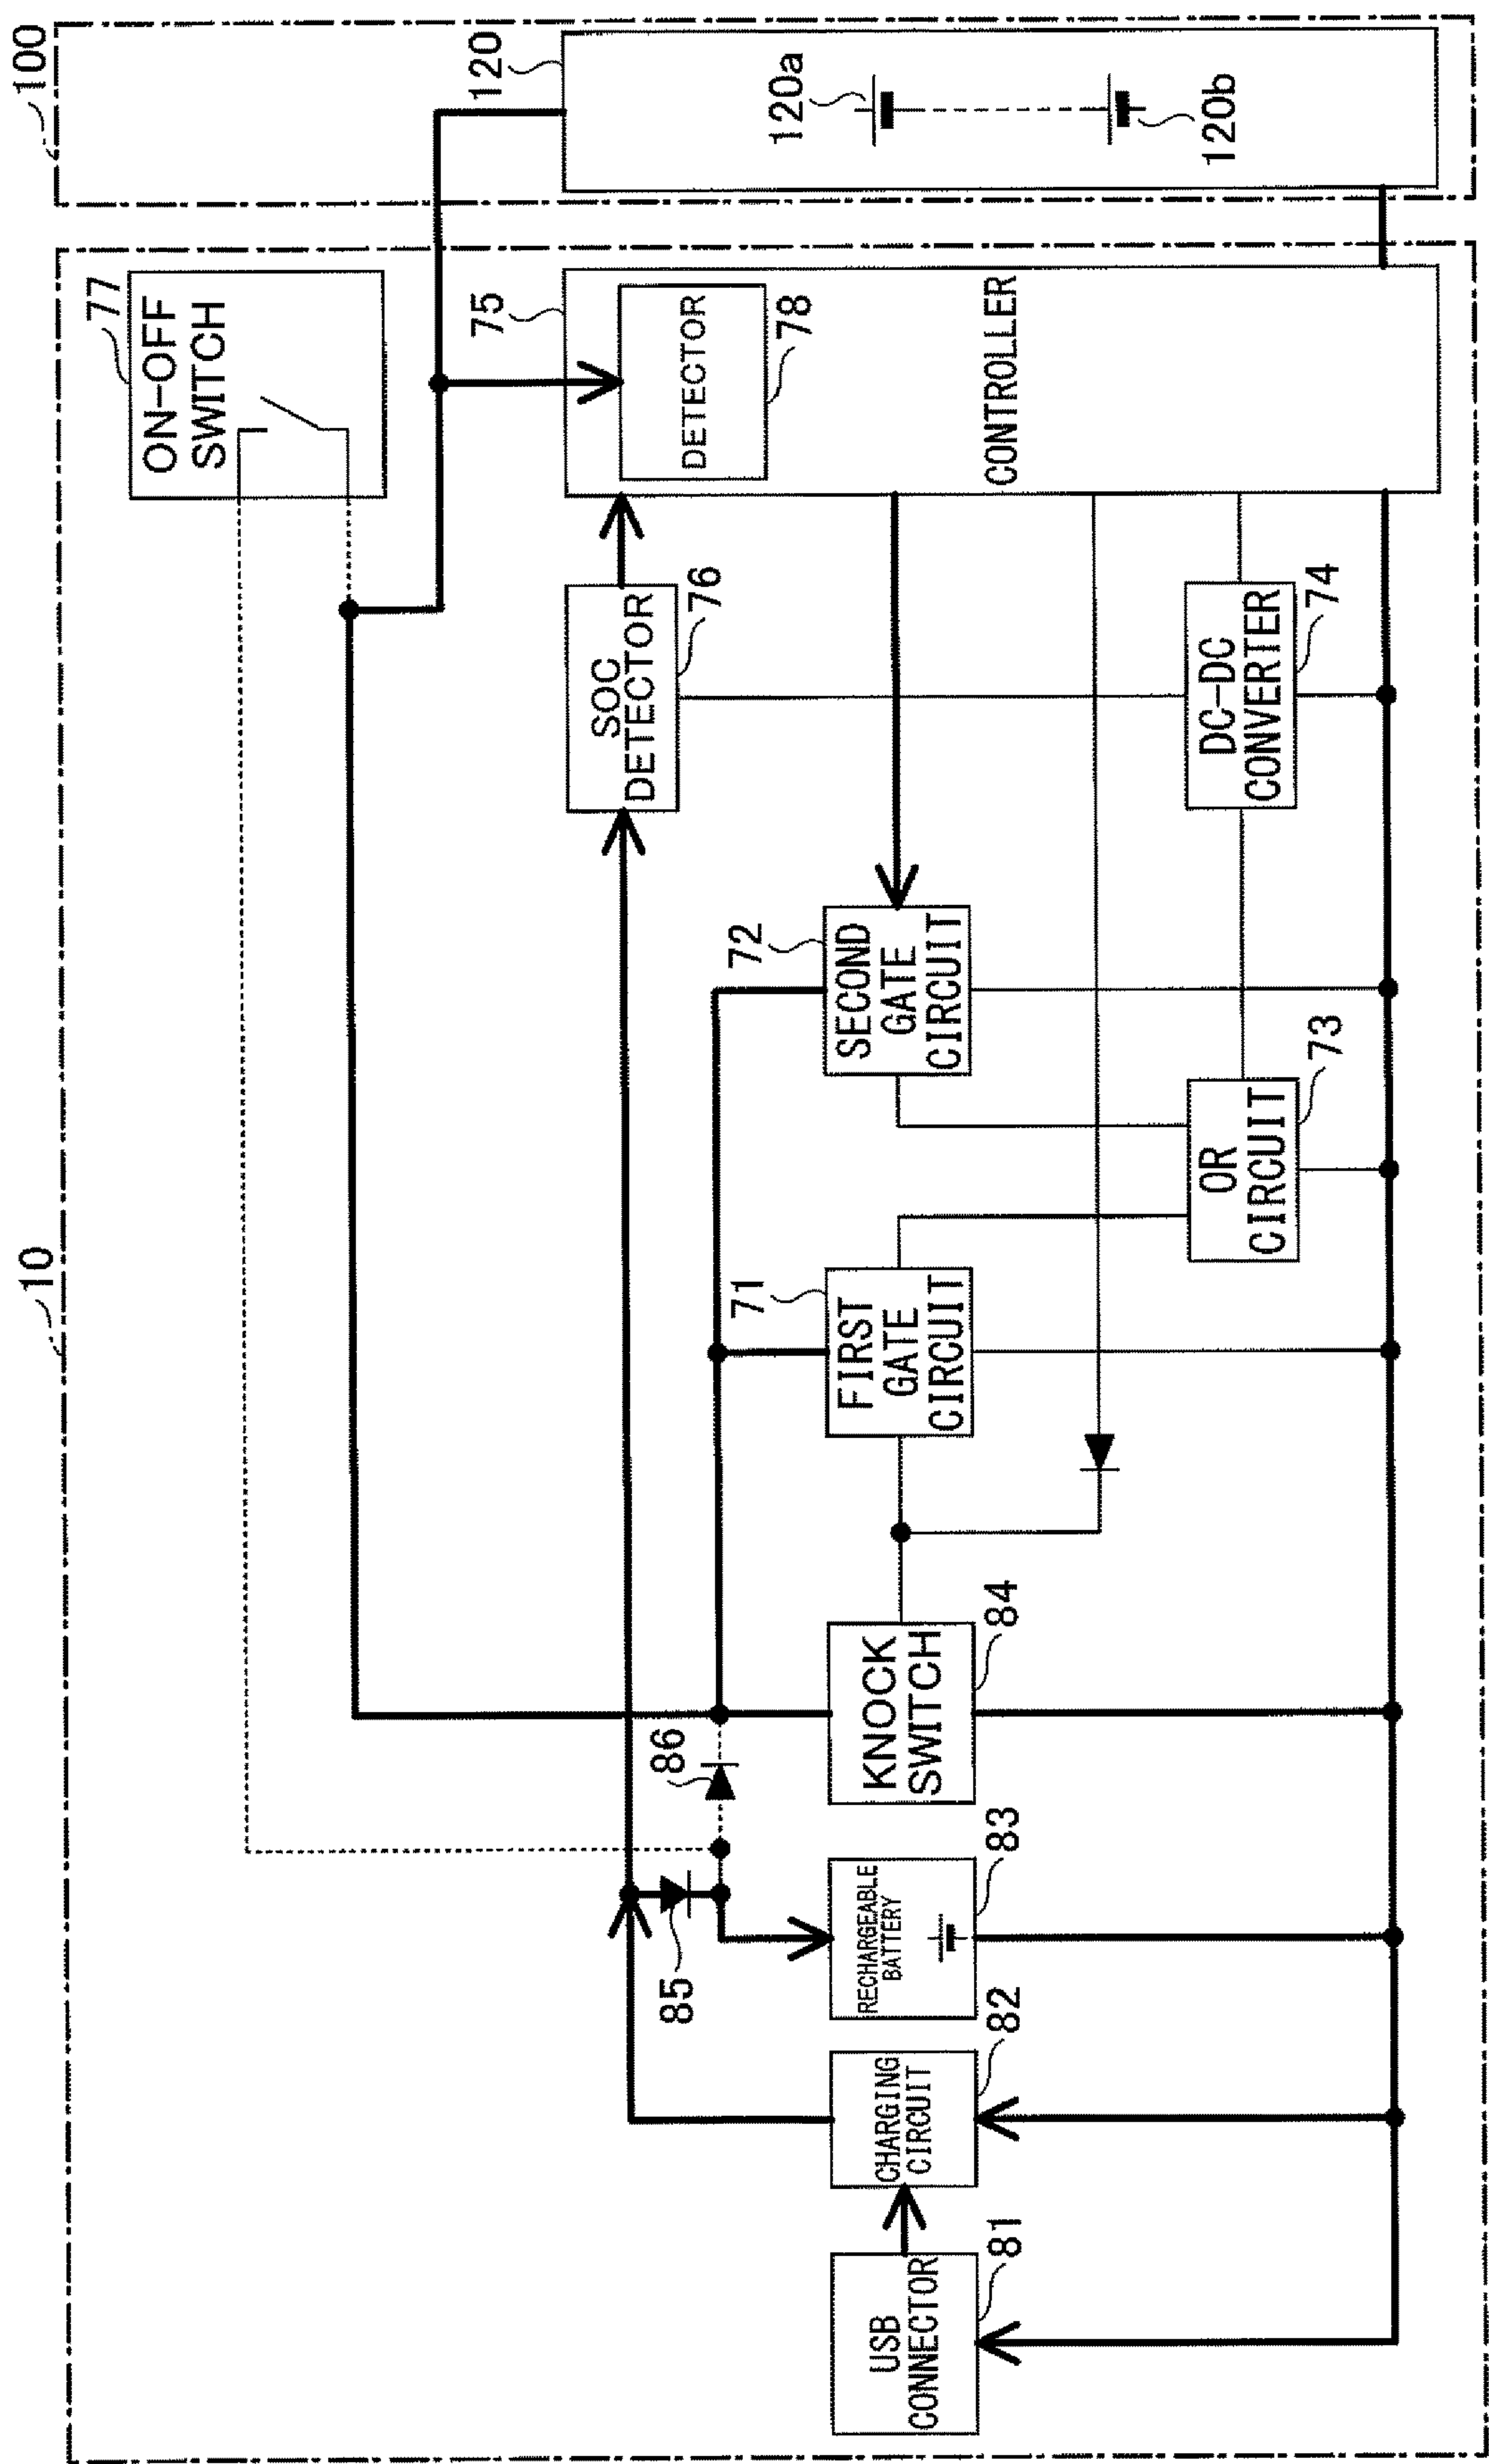 10
100
77
ON-OFF
SWITCH
120
120a
120b
75
DETECTOR
78
CONTROLLER
SOC
DETECTOR
76
DC-DC
CONVERTER
74
72
SECOND
GATE
CIRCUIT
71
FIRST
GATE
CIRCUIT
OR
CIRCUIT
73
86
85
KNOCK
SWITCH
84
RECHARGEABLE
BATTERY
83
CHARGING
CIRCUIT
82
USB
CONNECTOR
81